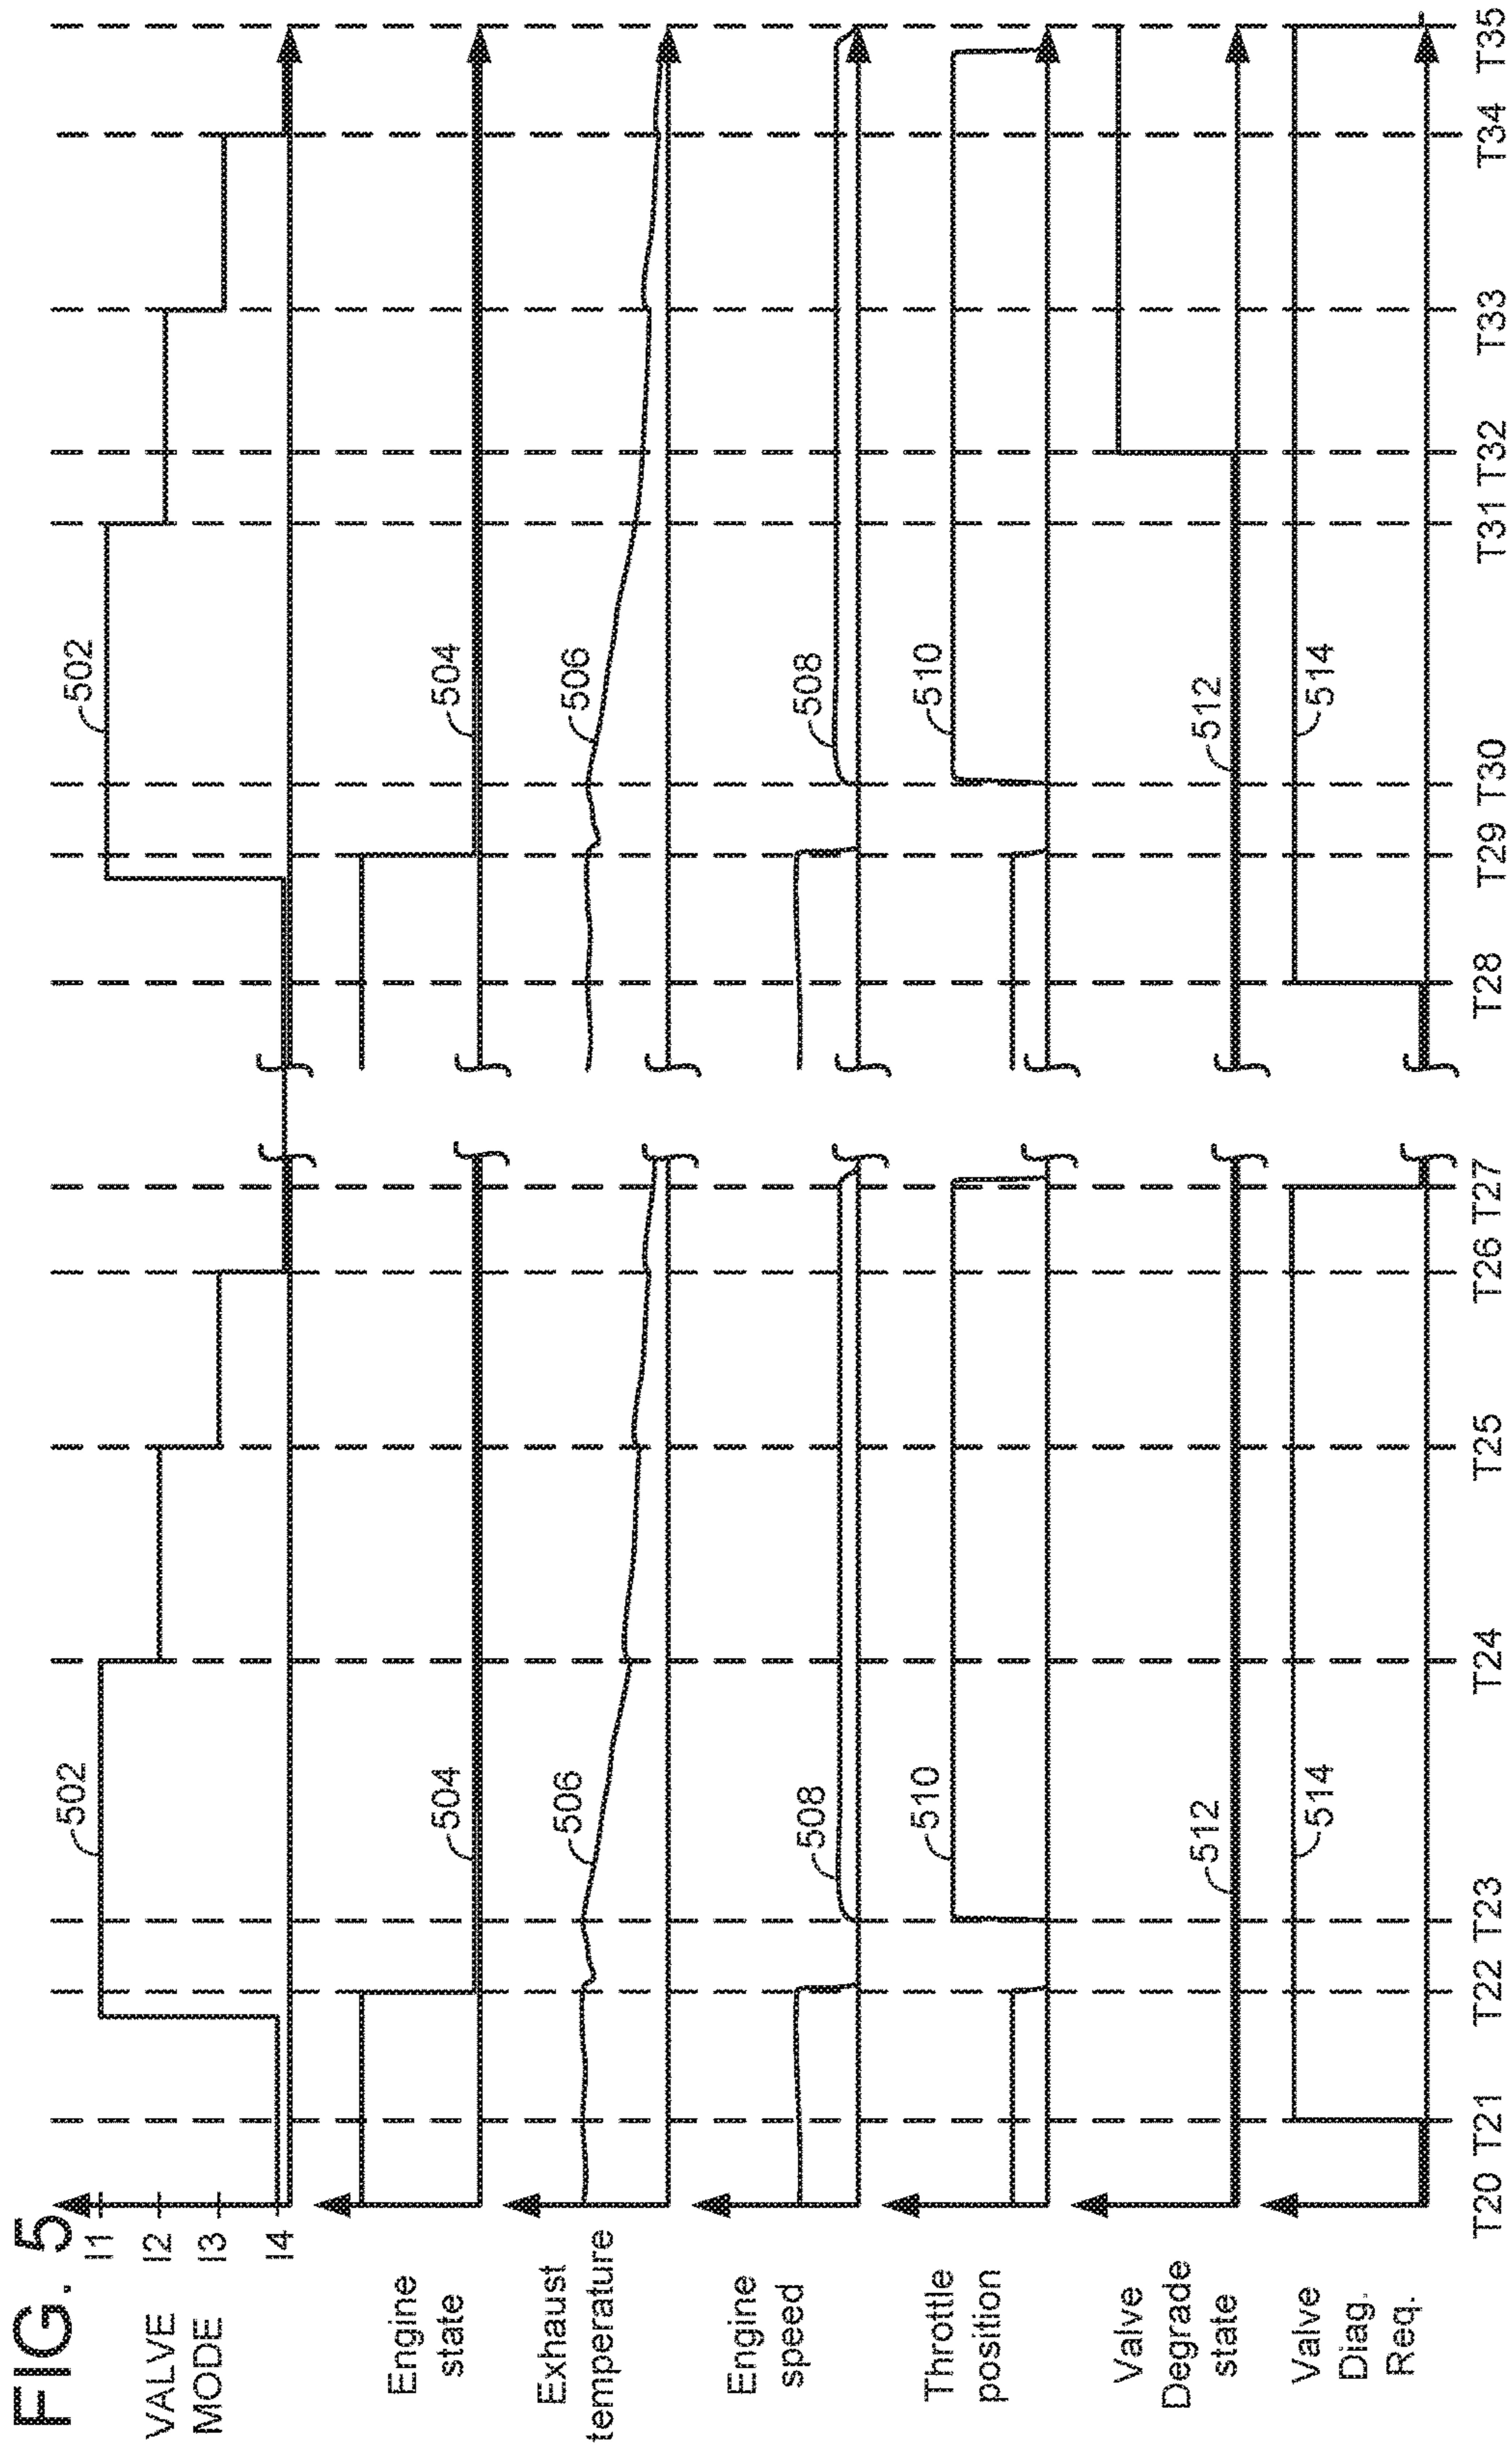 FIG. 5
VALVE
MODE
I1
I2
I3
I4
502
502
Engine
state
504
504
Exhaust
temperature
506
506
Engine
speed
508
508
Throttle
position
510
510
Valve
Degrade
state
512
512
Valve
Diag.
Req.
514
514
T20 T21 T22 T23 T24 T25 T26 T27 T28 T29 T30 T31 T32 T33 T34 T35